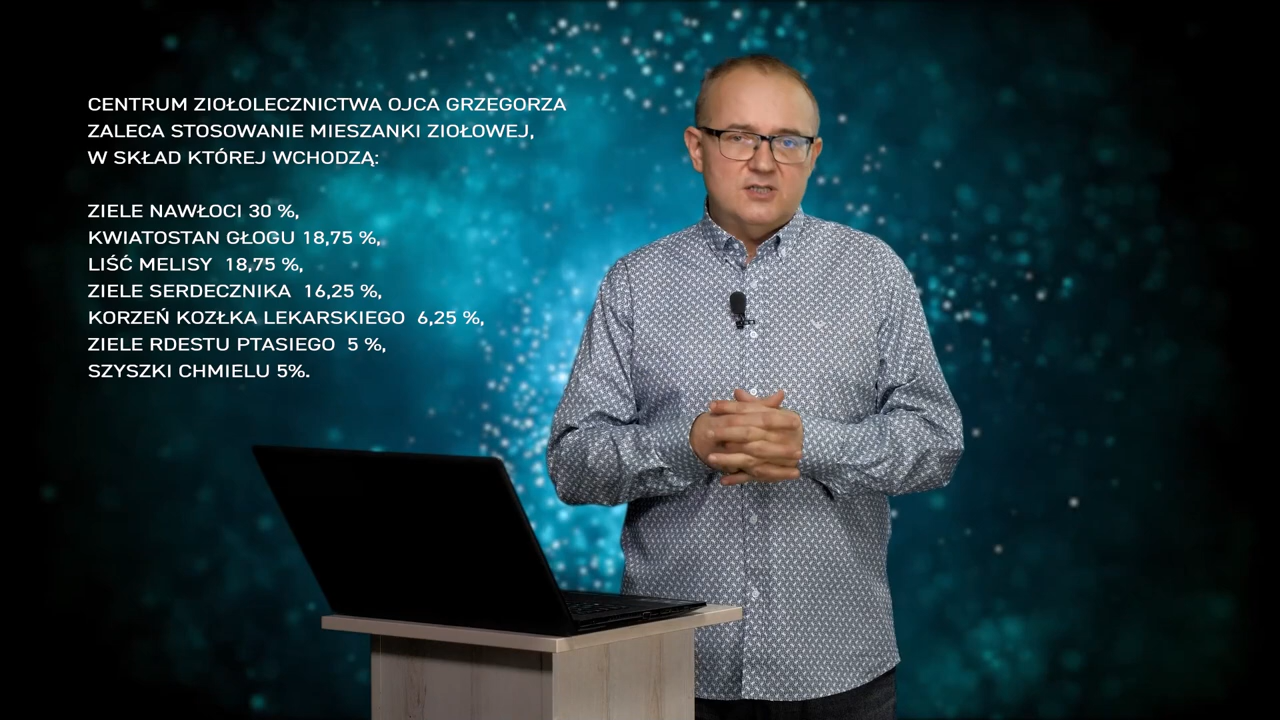 CENTRUM ZIOŁOLECZNICTWA OJCA GRZEGORZA
ZALECA STOSOWANIE MIESZANKI ZIOŁOWEJ,
W SKŁAD KTÓREJ WCHODZĄ:
ZIELE NAWŁOCI 30 %,
KWIATOSTAN GŁOGU 18,75 %,
LIŚĆ MELISY 18,75 %,
ZIELE SERDECZNIKA 16,25 %,
KORZEŃ KOZŁKA LEKARSKIEGO 6,25 %,
ZIELE RDESTU PTASIEGO 5 %,
SZYSZKI CHMIELU 5%.